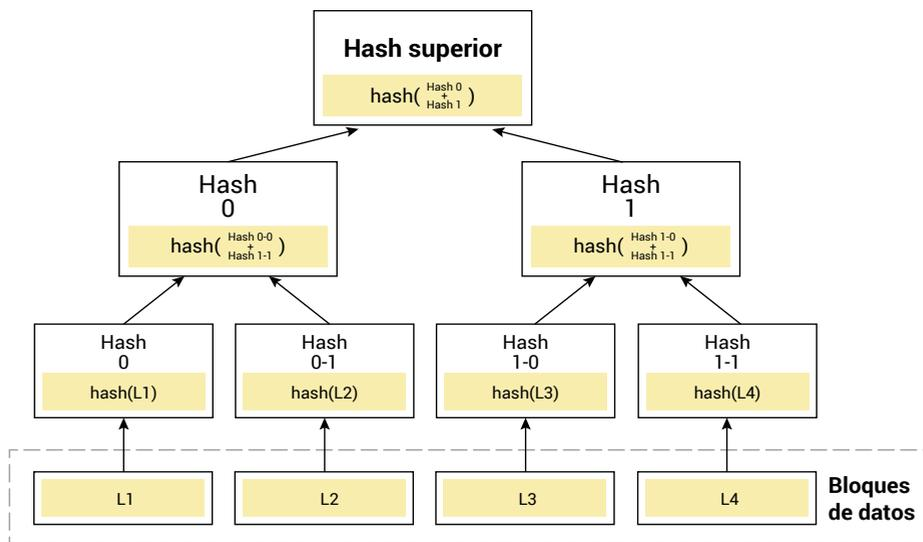 Hash superior
hash( Hash 0 + Hash 1 )
Hash
0
hash( Hash 0-0 + Hash 1-1 )
Hash
1
hash( Hash 1-0 + Hash 1-1 )
Hash
0
hash(L1)
Hash
0-1
hash(L2)
Hash
1-0
hash(L3)
Hash
1-1
hash(L4)
L1
L2
L3
L4
Bloques
de datos